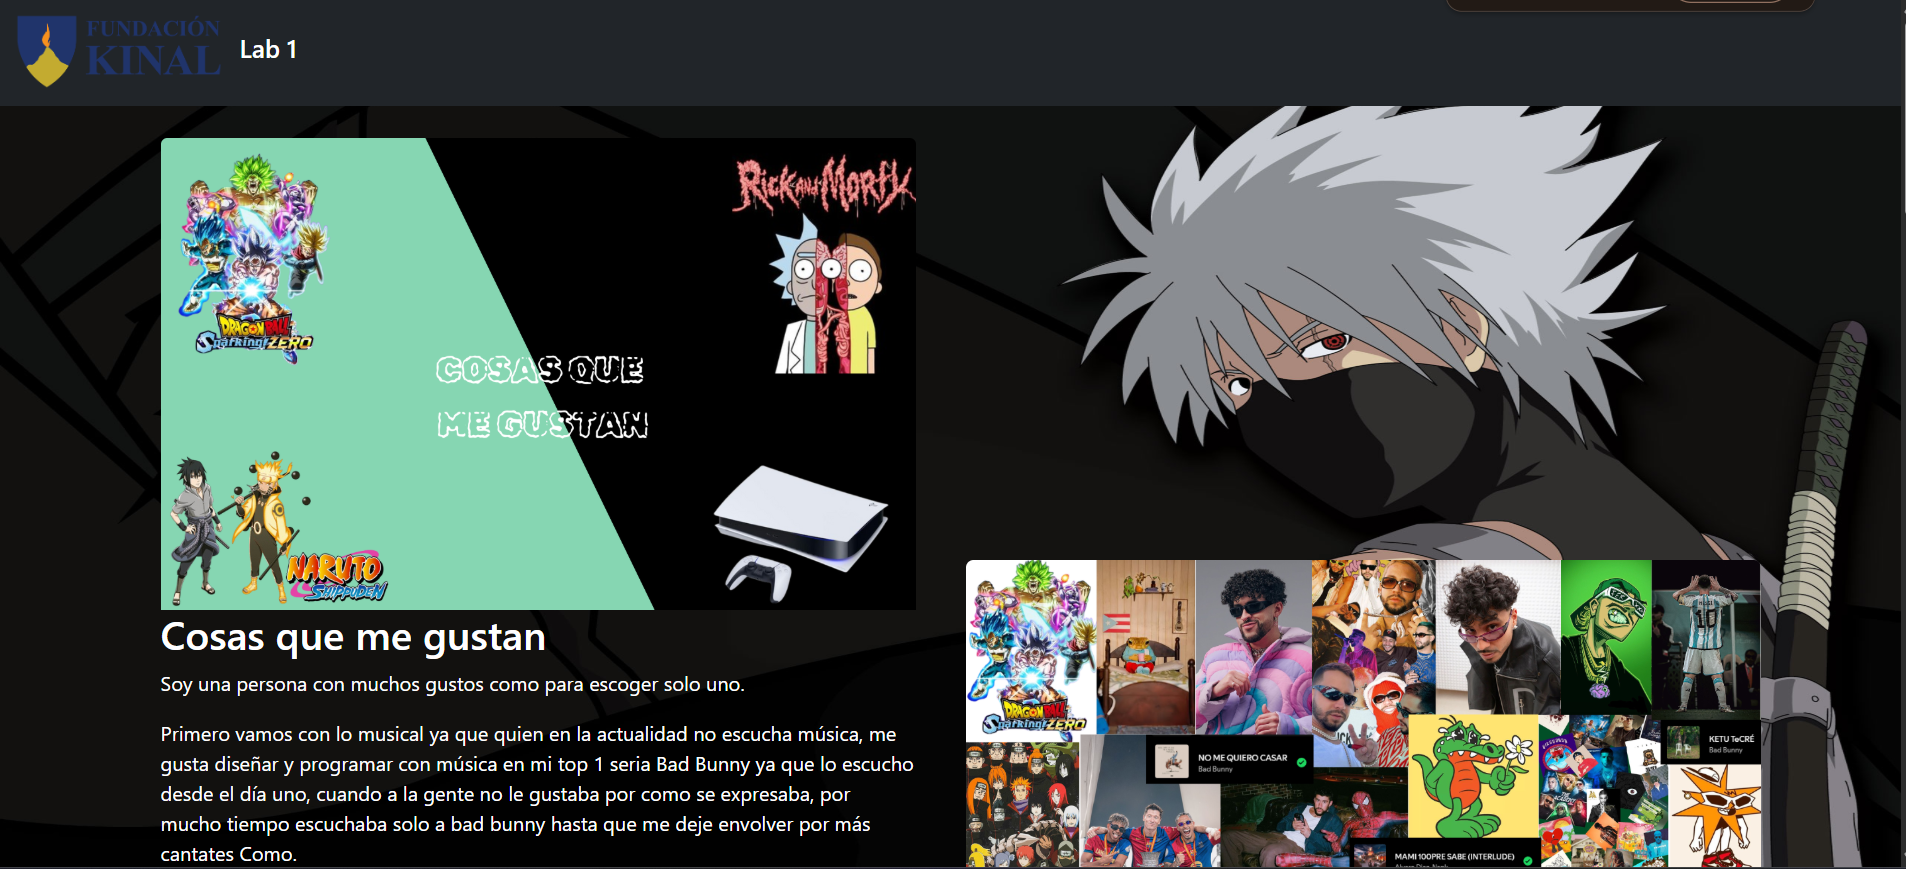 FUNDACIÓN
KINAL
Lab 1
RICK AND MORTY
DRAGON BALL
Sparking! ZERO
COSAS QUE
ME GUSTAN
NARUTO
SHIPPUDEN
Cosas que me gustan
Soy una persona con muchos gustos como para escoger solo uno.
Primero vamos con lo musical ya que quien en la actualidad no escucha música, me
gusta diseñar y programar con música en mi top 1 seria Bad Bunny ya que lo escucho
desde el día uno, cuando a la gente no le gustaba por como se expresaba, por
mucho tiempo escuchaba solo a bad bunny hasta que me deje envolver por más
cantates Como.
DRAGON BALL
Sparking! ZERO
MESSI
10
NO ME QUIERO CASAR
Bad Bunny
KETU TeCRÉ
Bad Bunny
MAMI 100PRE SABE (INTERLUDE)